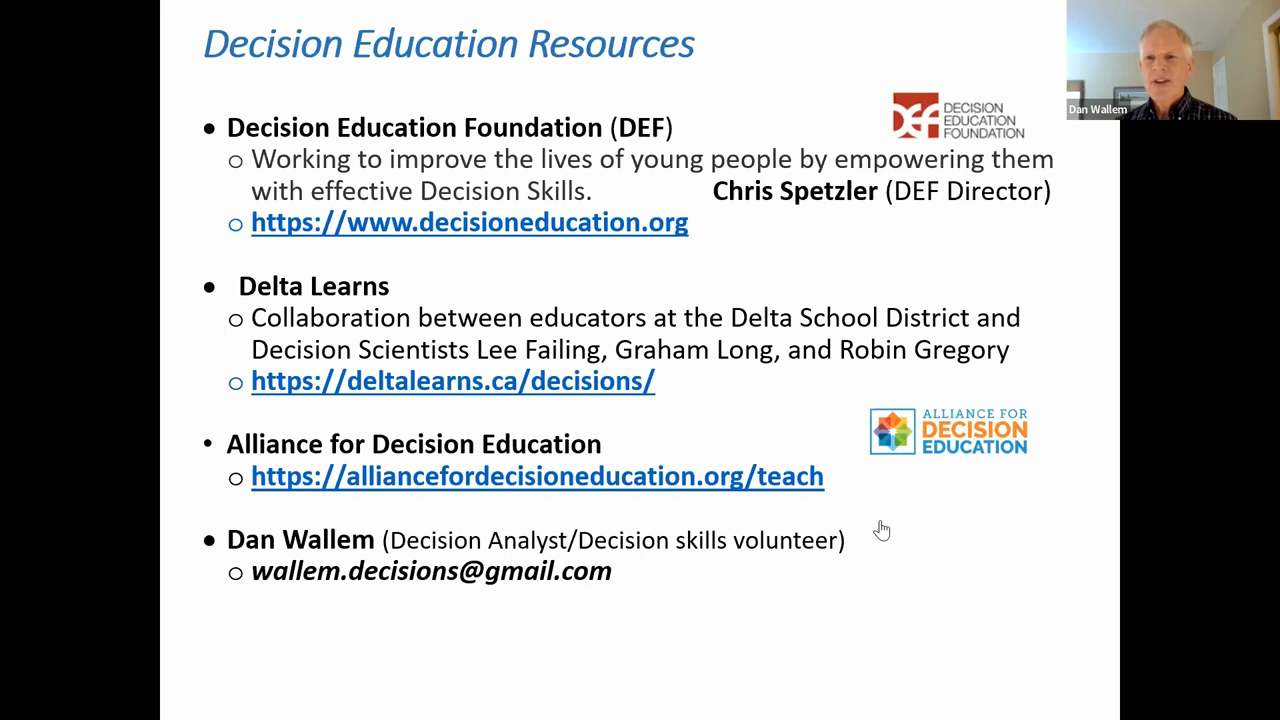 Decision Education Resources
Dan Wallem
DEF DECISION
EDUCATION
FOUNDATION
• Decision Education Foundation (DEF)
o Working to improve the lives of young people by empowering them
with effective Decision Skills. Chris Spetzler (DEF Director)
o https://www.decisioneducation.org
• Delta Learns
o Collaboration between educators at the Delta School District and
Decision Scientists Lee Failing, Graham Long, and Robin Gregory
o https://deltalearns.ca/decisions/
ALLIANCE FOR
DECISION
EDUCATION
• Alliance for Decision Education
o https://alliancefordecisioneducation.org/teach
• Dan Wallem (Decision Analyst/Decision skills volunteer)
o wallem.decisions@gmail.com